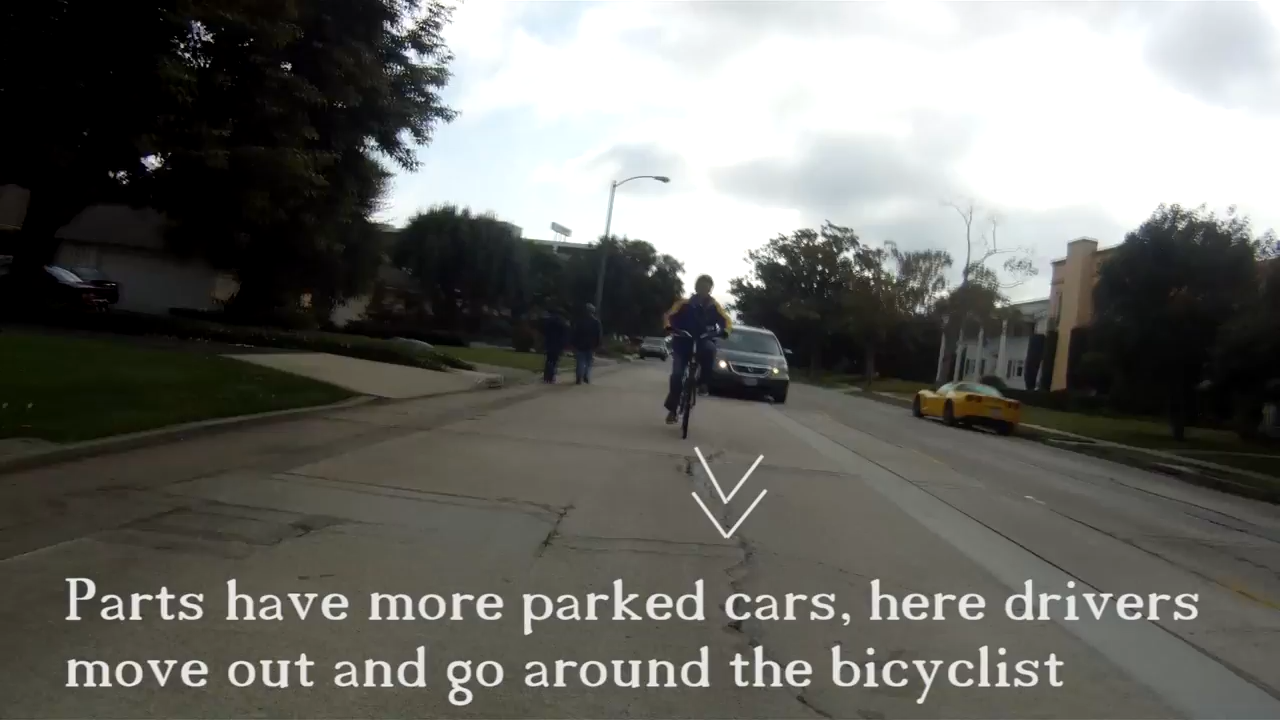 Parts have more parked cars, here drivers
move out and go around the bicyclist